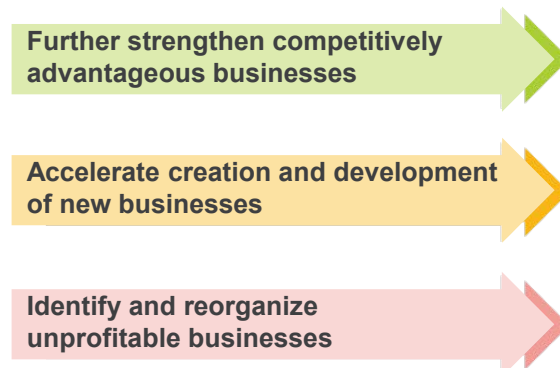 Further strengthen competitively
advantageous businesses
Accelerate creation and development
of new businesses
Identify and reorganize
unprofitable businesses